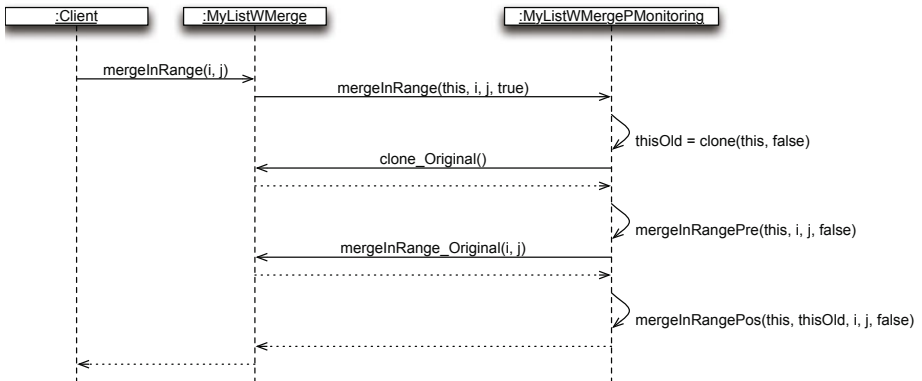 :Client
:MyListWMerge
:MyListWMergePMonitoring
mergeInRange(i, j)
mergeInRange(this, i, j, true)
thisOld = clone(this, false)
clone_Original()
mergeInRangePre(this, i, j, false)
mergeInRange_Original(i, j)
mergeInRangePos(this, thisOld, i, j, false)